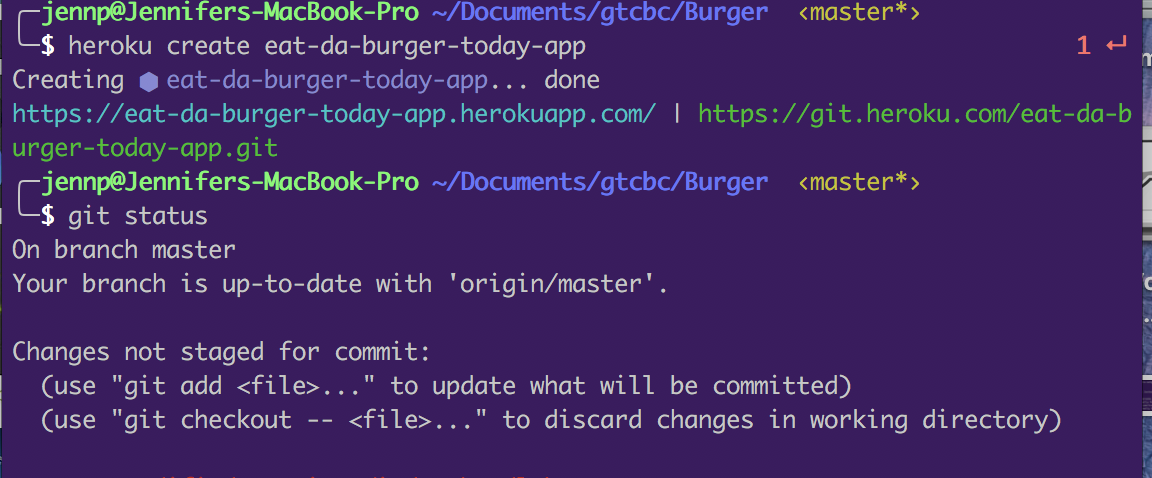 jennp@Jennifers-MacBook-Pro ~/Documents/gtcbc/Burger ‹master*›
$ heroku create eat-da-burger-today-app 1 ↵
Creating ⬢ eat-da-burger-today-app... done
https://eat-da-burger-today-app.herokuapp.com/ | https://git.heroku.com/eat-da-b
urger-today-app.git
jennp@Jennifers-MacBook-Pro ~/Documents/gtcbc/Burger ‹master*›
$ git status
On branch master
Your branch is up-to-date with 'origin/master'.
Changes not staged for commit:
(use "git add <file>..." to update what will be committed)
(use "git checkout -- <file>..." to discard changes in working directory)